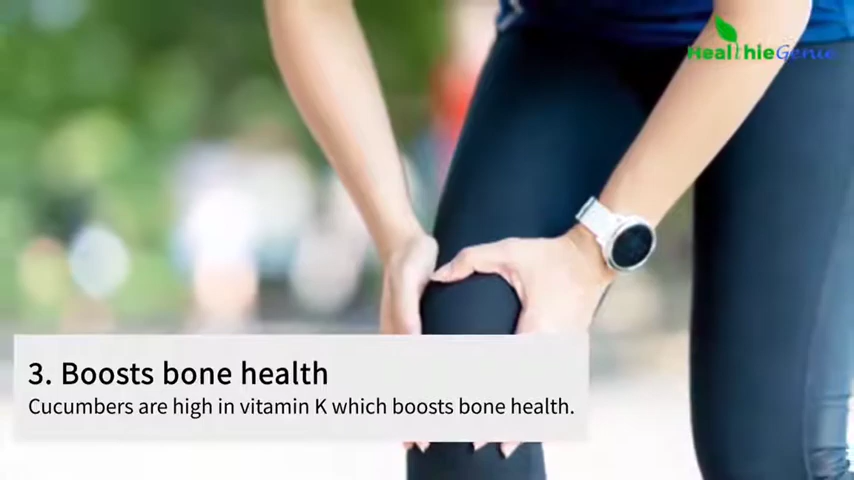 HealthieGenie
3. Boosts bone health
Cucumbers are high in vitamin K which boosts bone health.